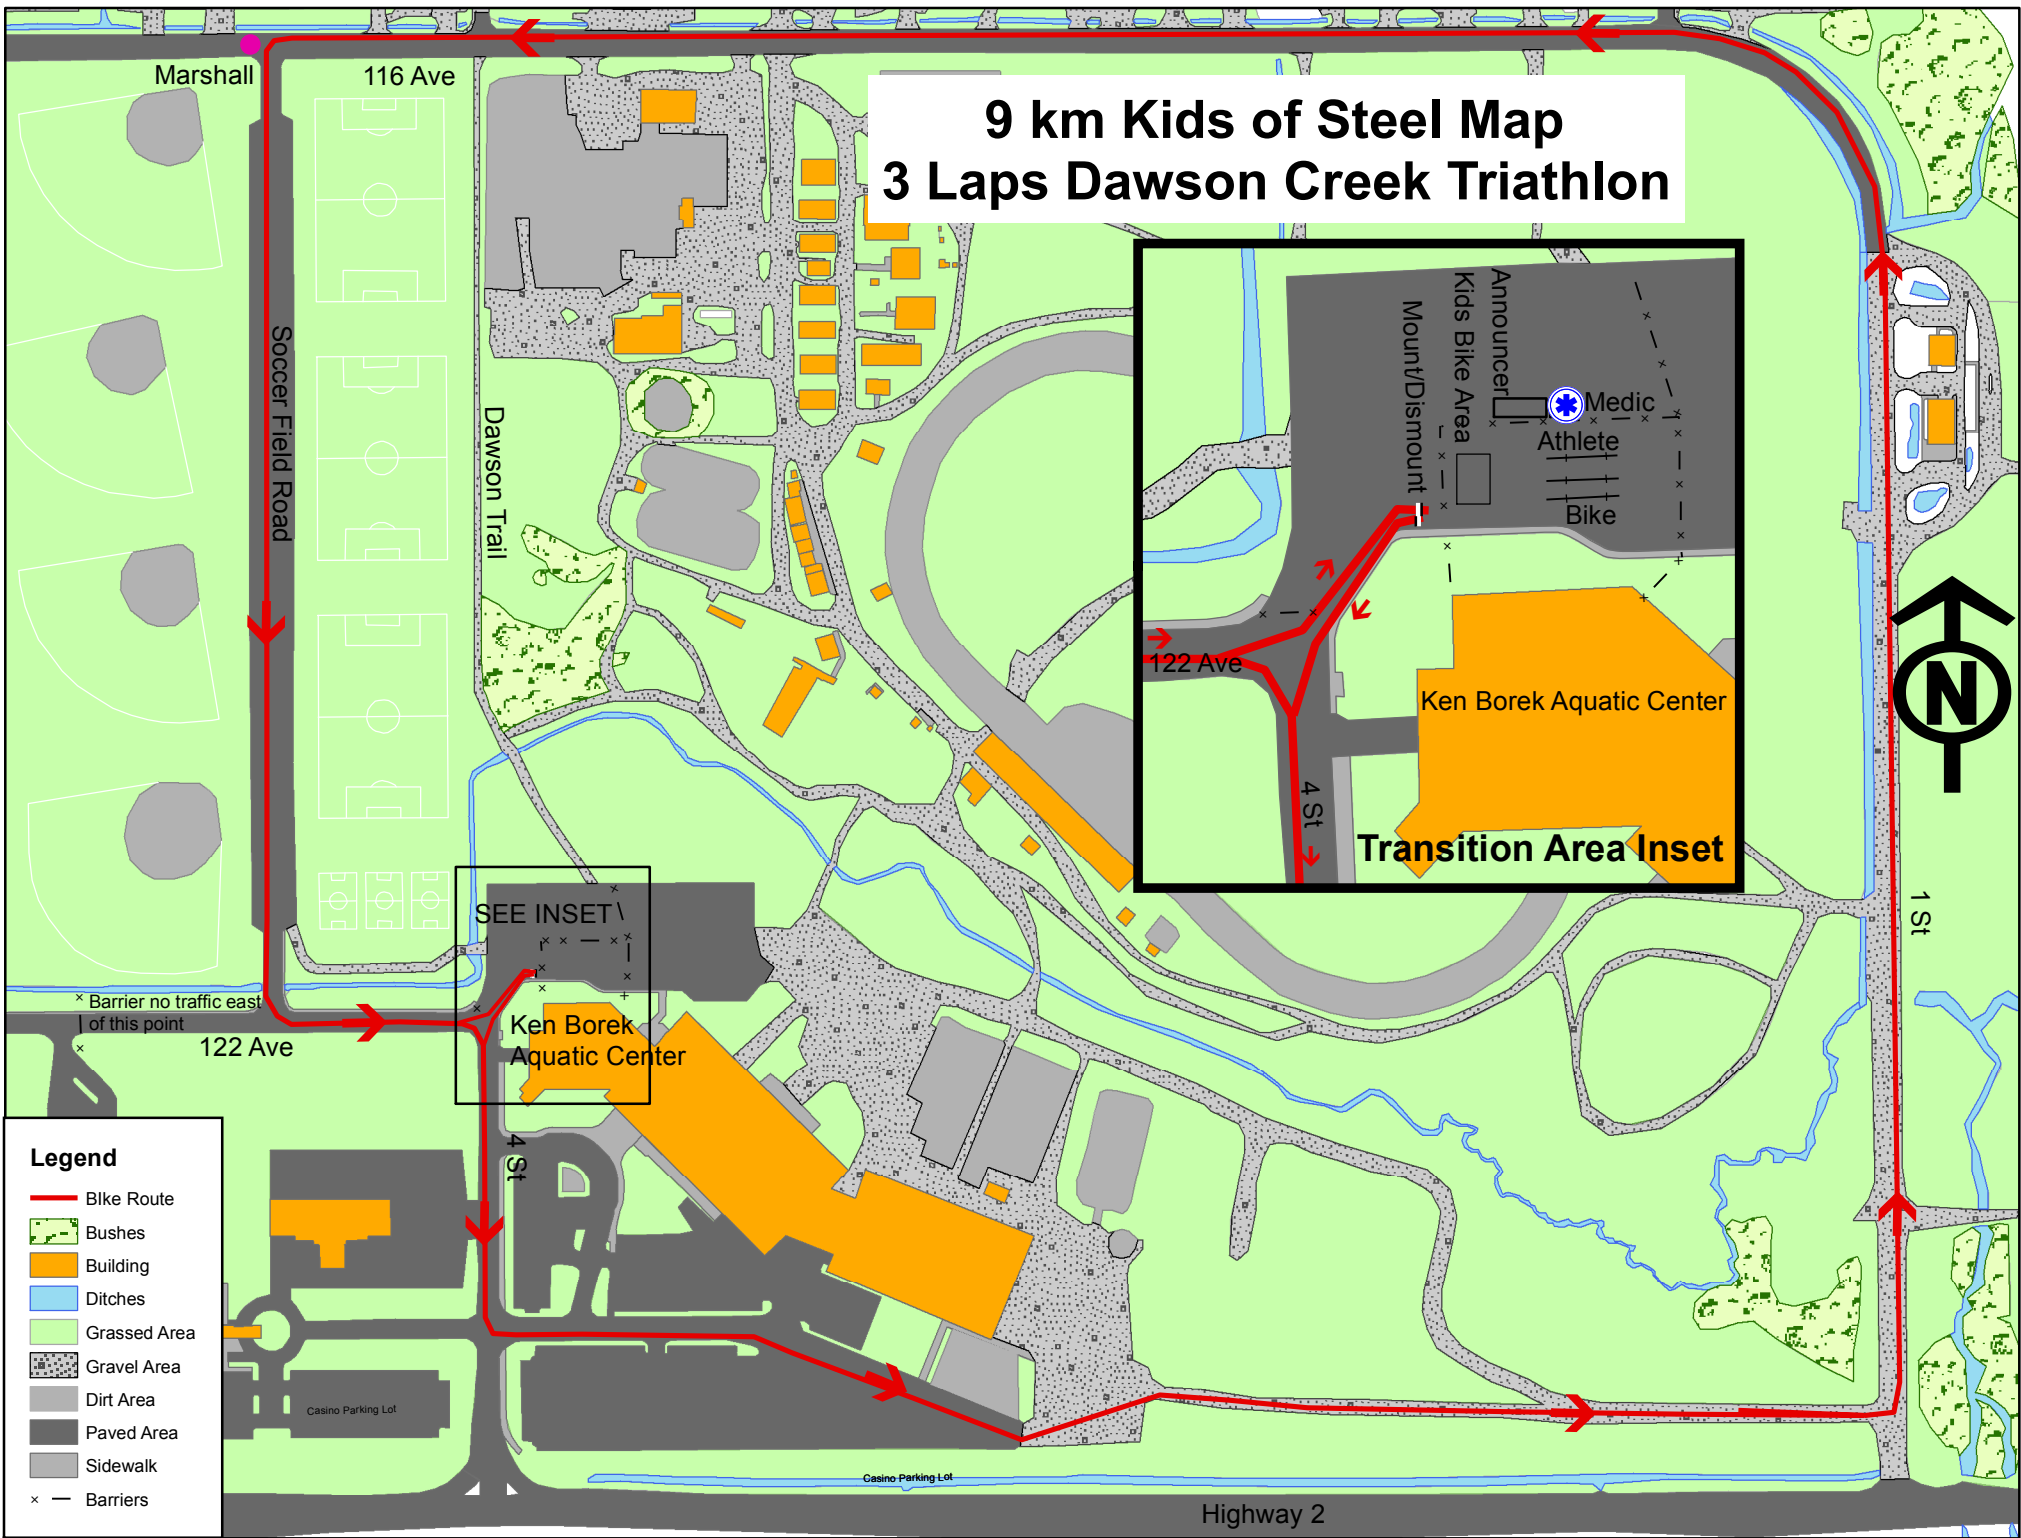 Marshall
116 Ave
9 km Kids of Steel Map
3 Laps Dawson Creek Triathlon
Soccer Field Road
Dawson Trail
Mount/Dismount
Kids Bike Area
Announcer
Medic
Athlete
Bike
122 Ave
Ken Borek Aquatic Center
4 St
Transition Area Inset
N
1 St
SEE INSET
Barrier no traffic east
of this point
122 Ave
Ken Borek
Aquatic Center
4 St
Legend
BIke Route
Bushes
Building
Ditches
Grassed Area
Gravel Area
Dirt Area
Paved Area
Sidewalk
Barriers
Casino Parking Lot
Casino Parking Lot
Highway 2